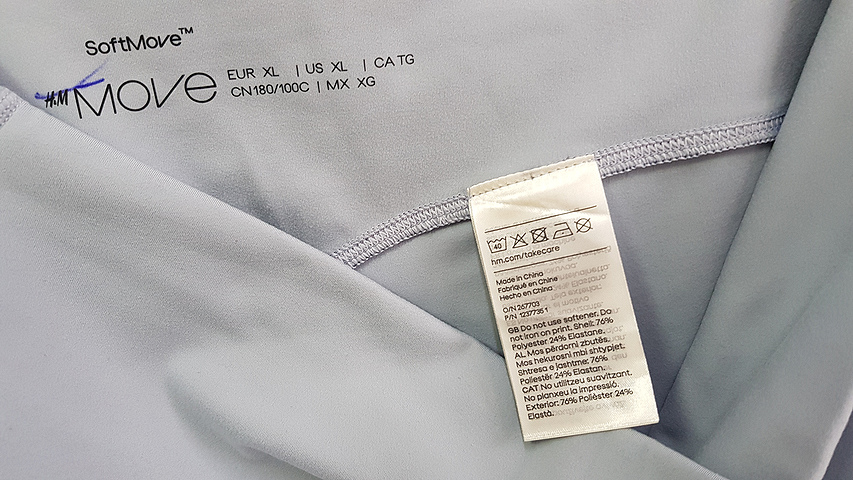 SoftMove™
H&M MOVE
EUR XL | US XL | CA TG
CN180/100C | MX XG
40
hm.com/takecare
Made in China
Fabriqué en Chine
Hecho en China
O/N 267703
P/N 1237735 1
GB Do not use softener. Do
not iron on print. Shell: 76%
Polyester 24% Elastane.
AL Mos përdorni zbutës.
Mos hekurosni mbi shtypjet.
Shtresa e jashtme: 76%
Poliestër 24% Elastan.
CAT No utilitzeu suavitzant.
No planxeu la impressió.
Exterior: 76% Polièster 24%
Elastà.